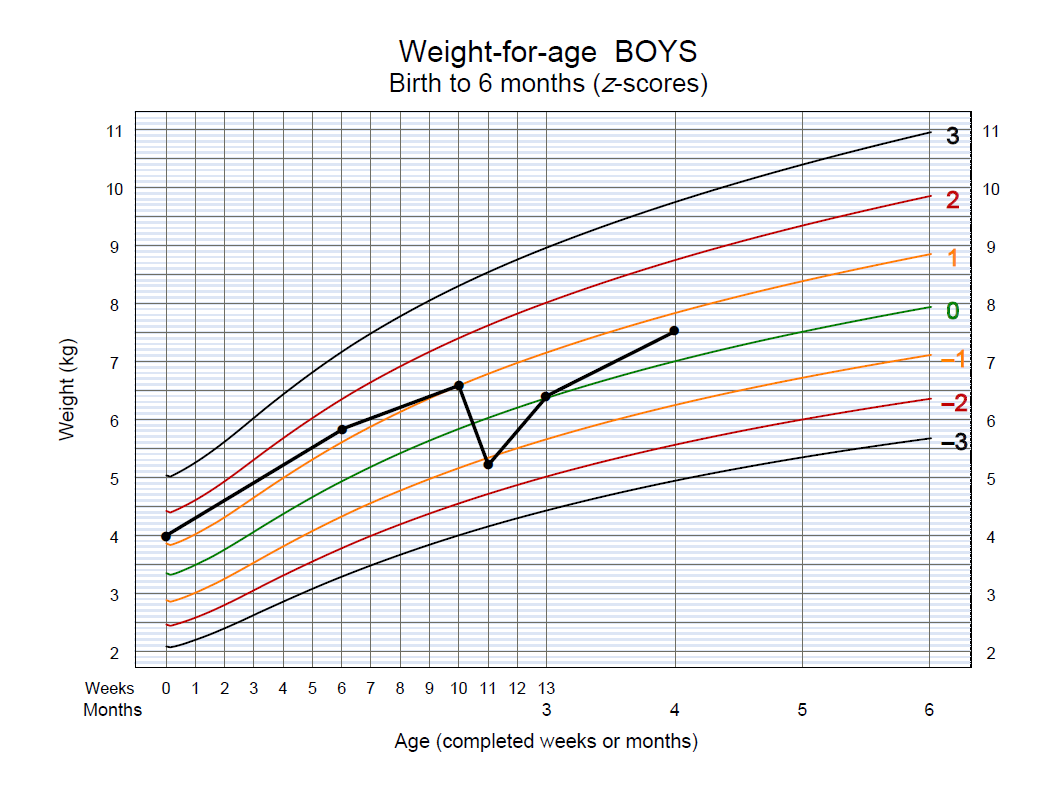 Weight-for-age BOYS
Birth to 6 months (z-scores)
11 3 11
10 2 10
9 1 9
8 0 8
7 –1 7
6 –2 6
5 –3 5
4 4
3 3
2 2
Weight (kg)
Weeks 0 1 2 3 4 5 6 7 8 9 10 11 12 13
Months 3 4 5 6
Age (completed weeks or months)